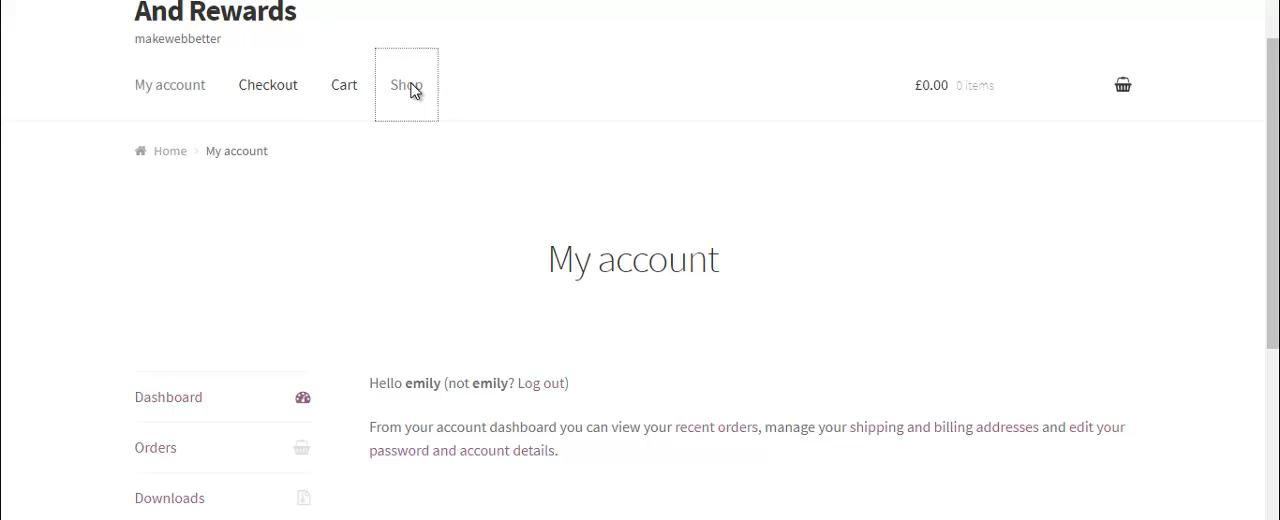 And Rewards
makewebbetter
My account Checkout Cart Shop £0.00 0 items
Home › My account
My account
Hello emily (not emily? Log out)
Dashboard
From your account dashboard you can view your recent orders, manage your shipping and billing addresses and edit your
password and account details.
Orders
Downloads